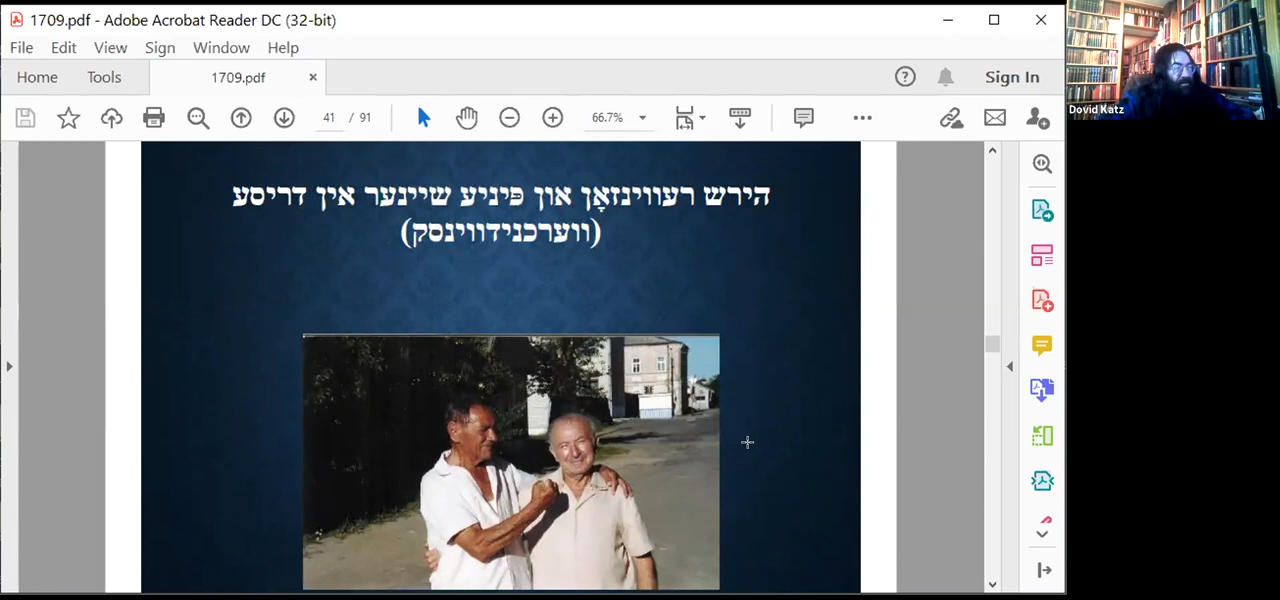 1709.pdf - Adobe Acrobat Reader DC (32-bit)
File Edit View Sign Window Help
Home Tools 1709.pdf Sign In
41 / 91 66.7%
הירש רעווינזאָן און פּיניע שיינער אין דריסע
(ווערכנידווינסק)
Dovid Katz